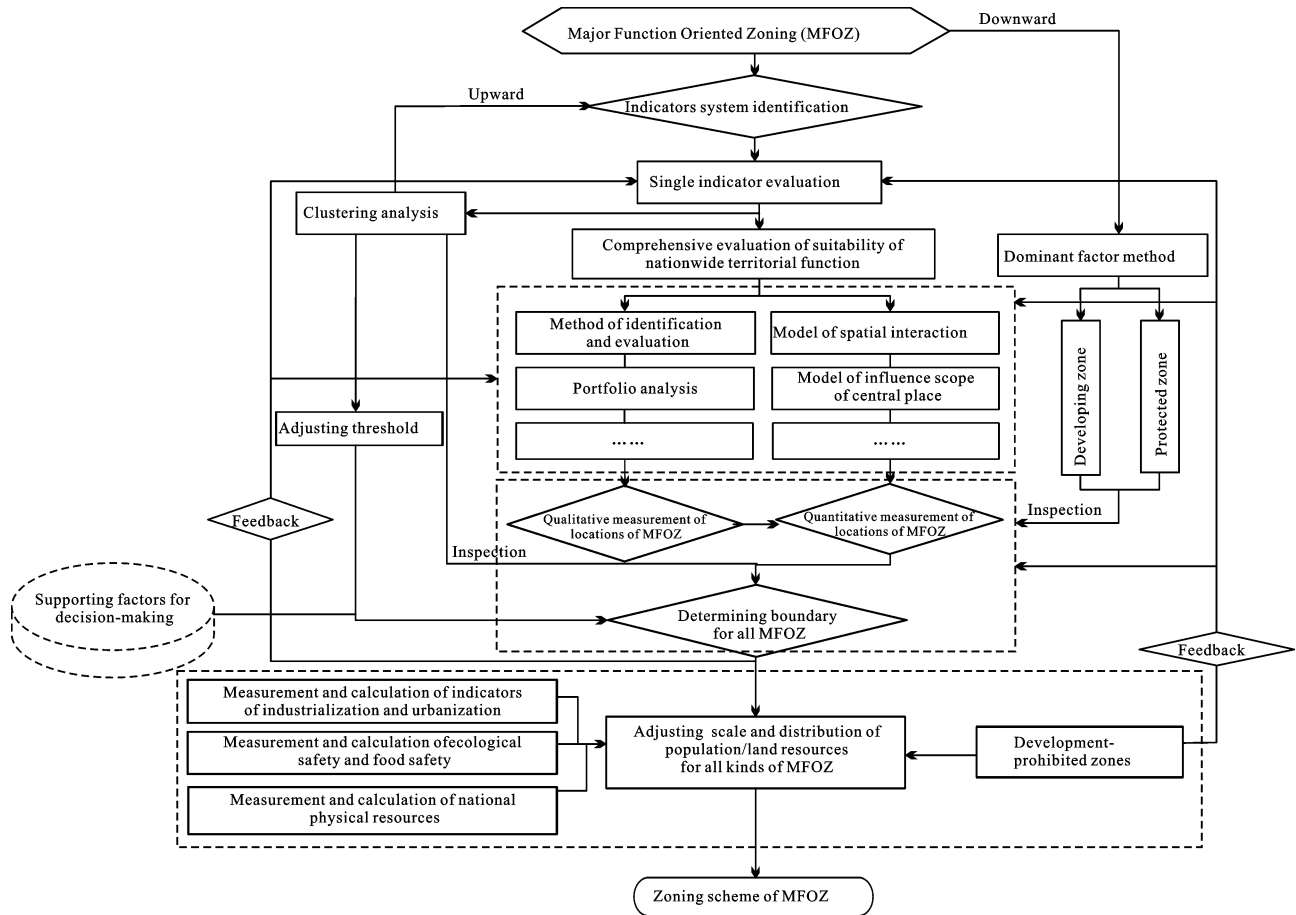 Downward
Major Function Oriented Zoning (MFOZ)
Upward
Indicators system identification
Single indicator evaluation
Clustering analysis
Comprehensive evaluation of suitability of
nationwide territorial function
Dominant factor method
Method of identification
and evaluation
Model of spatial interaction
Portfolio analysis
Model of influence scope
of central place
Developing zone
Protected zone
Adjusting threshold
... ...
... ...
Feedback
Qualitative measurement of
locations of MFOZ
Quantitative measurement of
locations of MFOZ
Inspection
Inspection
Supporting factors for
decision-making
Determining boundary
for all MFOZ
Feedback
Measurement and calculation of indicators
of industrialization and urbanization
Measurement and calculation ofecological
safety and food safety
Measurement and calculation of national
physical resources
Adjusting scale and distribution of
population/land resources
for all kinds of MFOZ
Development-
prohibited zones
Zoning scheme of MFOZ